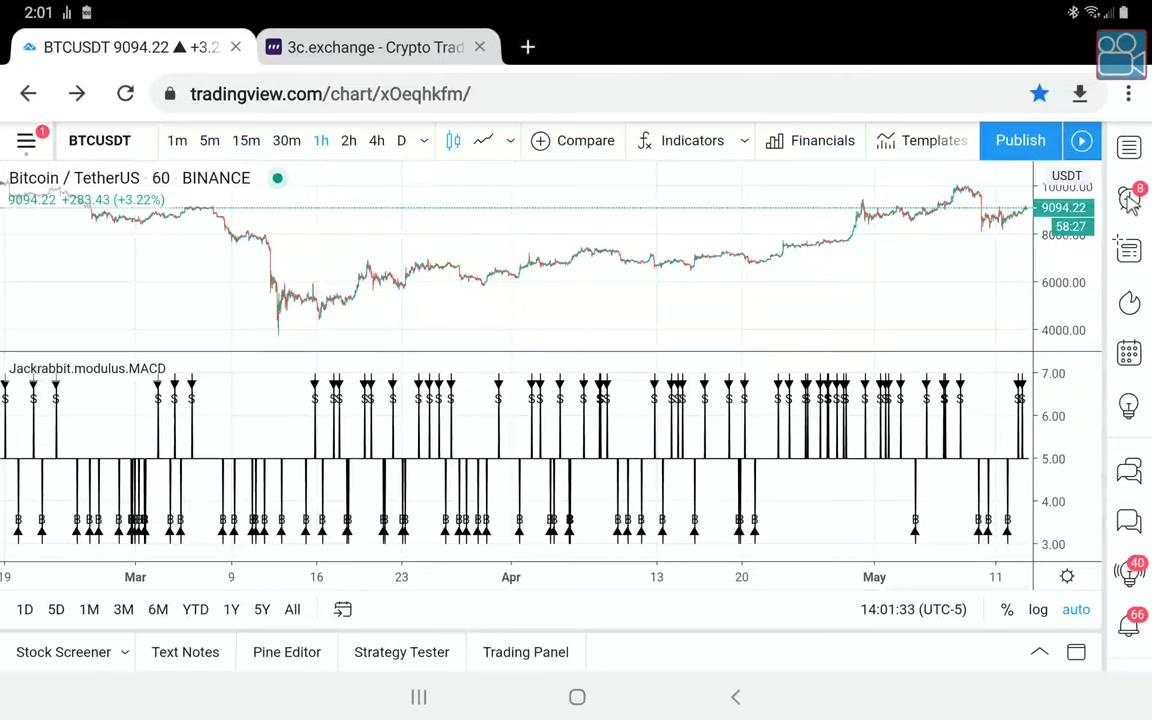 2:01
BTCUSDT 9094.22 ▲ +3.2
3c.exchange - Crypto Trad
tradingview.com/chart/xOeqhkfm/
1
BTCUSDT 1m 5m 15m 30m 1h 2h 4h D Compare Indicators Financials Templates Publish
Bitcoin / TetherUS · 60 · BINANCE
9094.22 +283.43 (+3.22%)
USDT
10000.00
9094.22
58:27
8000.00
6000.00
4000.00
8
Jackrabbit.modulus.MACD
7.00
S S S S S S S S S S S S S S S S S S S S S S S S S S S S S S S S S S S S S S S S S S S S S
6.00
5.00
4.00
B B B B B B B B B B B B B B B B B B B B B B B B B B B B B B B B B B B B B B B B B B B B
3.00
19 Mar 9 16 23 Apr 13 20 May 11
1D 5D 1M 3M 6M YTD 1Y 5Y All
14:01:33 (UTC-5) % log auto
40
66
Stock Screener Text Notes Pine Editor Strategy Tester Trading Panel